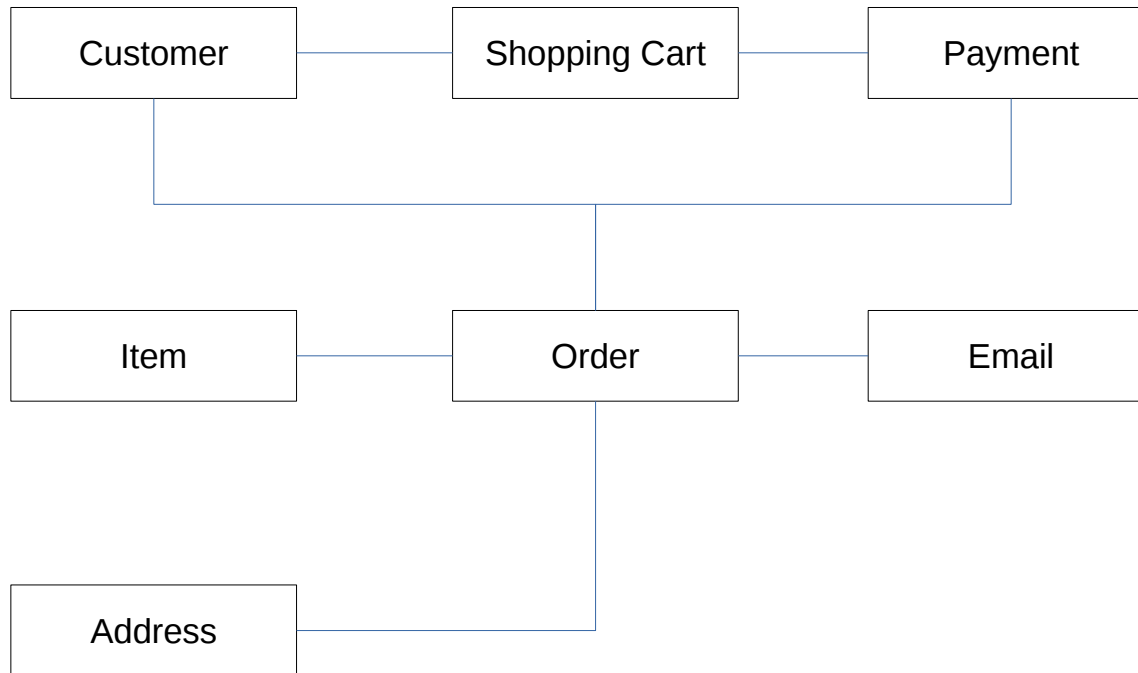 Customer
Shopping Cart
Payment
Item
Order
Email
Address